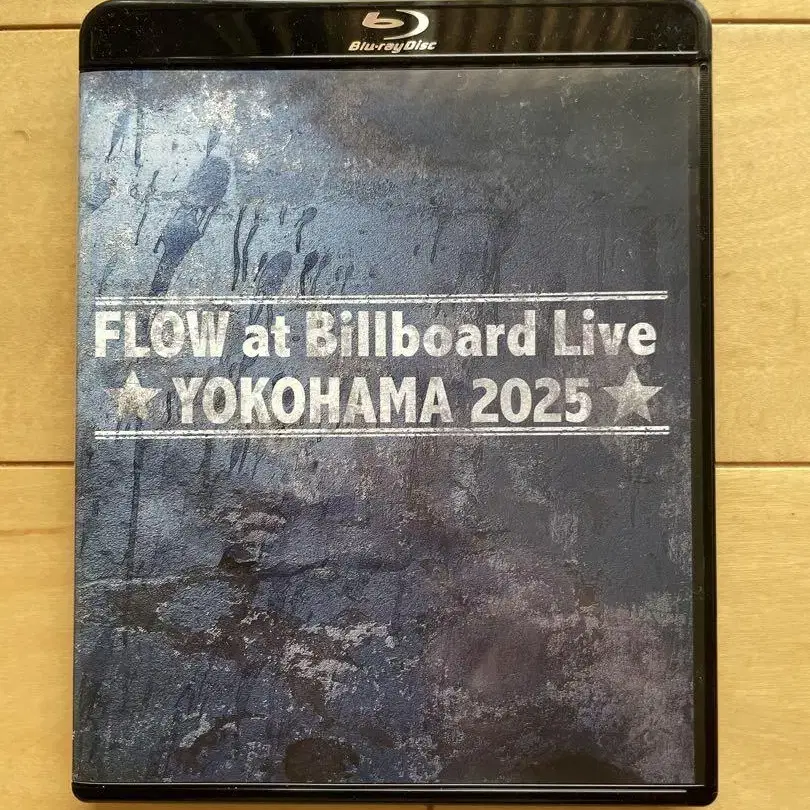 Blu-ray Disc
FLOW at Billboard Live
★ YOKOHAMA 2025 ★